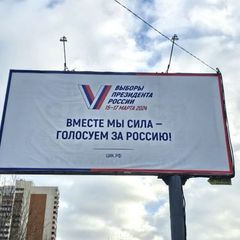 ВЫБОРЫ
ПРЕЗИДЕНТА
РОССИИ
15–17 МАРТА 2024
ВМЕСТЕ МЫ СИЛА –
ГОЛОСУЕМ ЗА РОССИЮ!
ЦИК.РФ